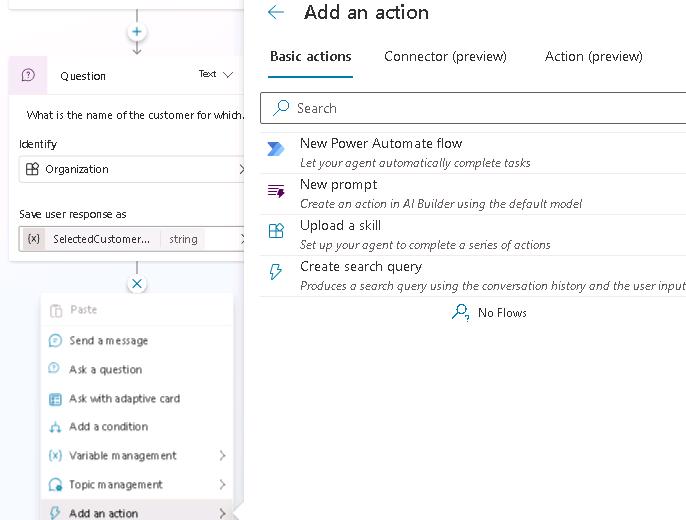 Add an action
Basic actions
Connector (preview)
Action (preview)
Search
New Power Automate flow
Let your agent automatically complete tasks
New prompt
Create an action in AI Builder using the default model
Upload a skill
Set up your agent to complete a series of actions
Create search query
Produces a search query using the conversation history and the user input
No Flows
Question
Text
What is the name of the customer for which.
Identify
Organization
Save user response as
{x} SelectedCustomer... string
Paste
Send a message
Ask a question
Ask with adaptive card
Add a condition
{x} Variable management
Topic management
Add an action